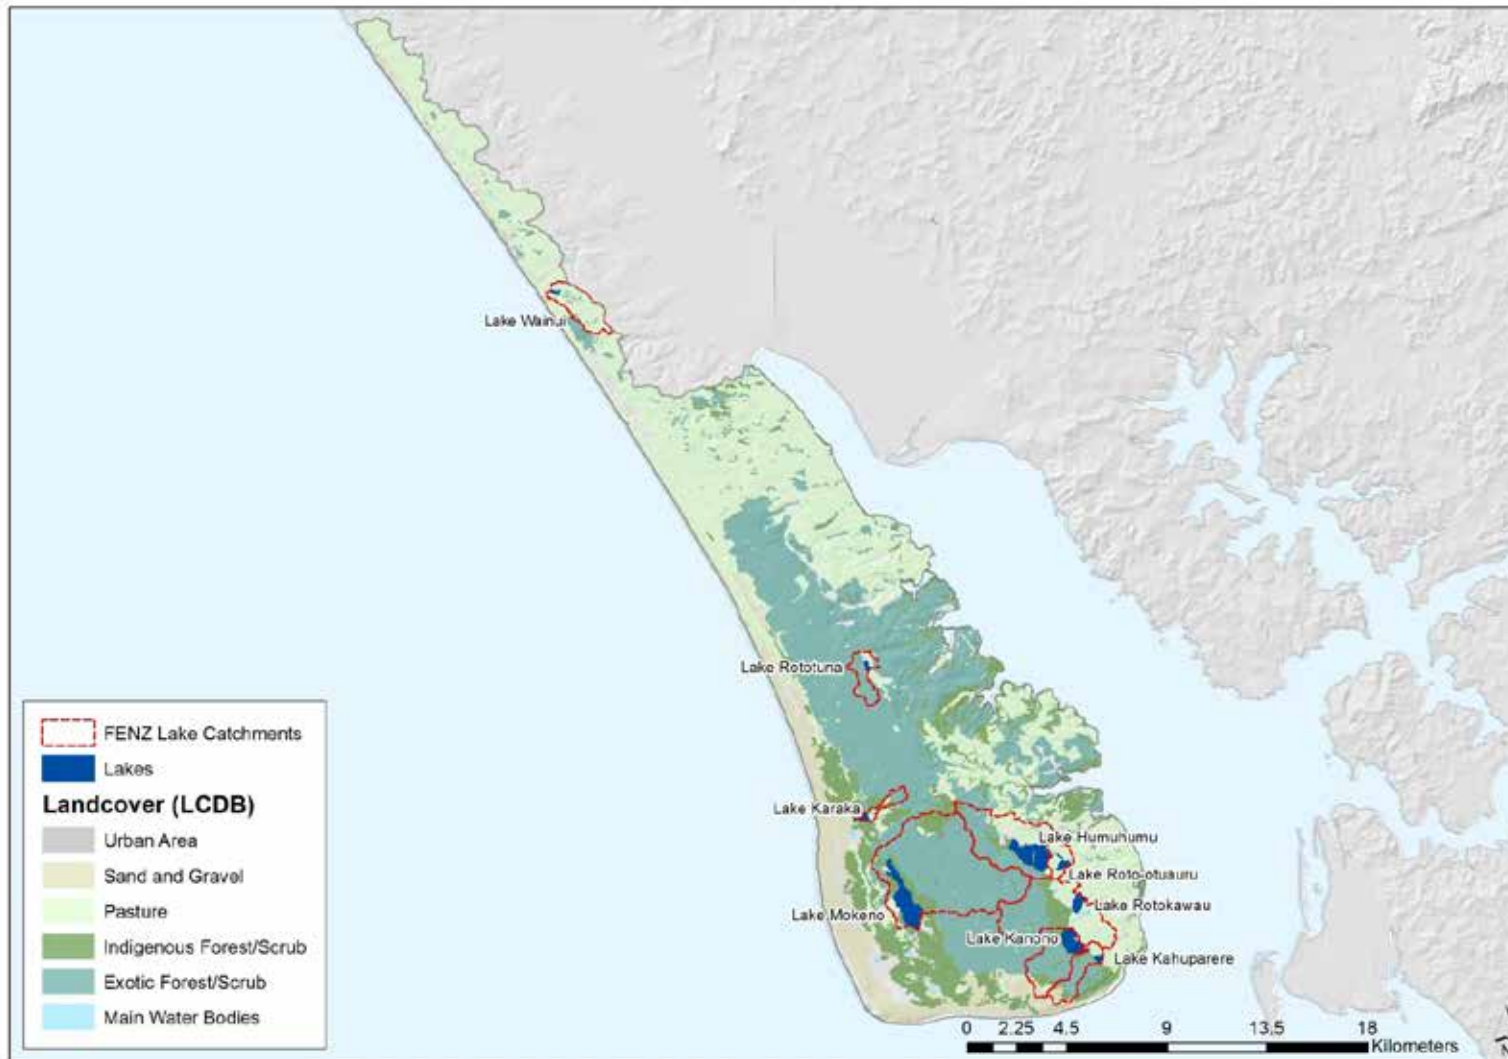 Lake Wainui
Lake Rototuna
Lake Karaka
Lake Humuhumu
Lake Roto-otuauru
Lake Rotokawau
Lake Mokeno
Lake Kanono
Lake Kahuparere
FENZ Lake Catchments
Lakes
Landcover (LCDB)
Urban Area
Sand and Gravel
Pasture
Indigenous Forest/Scrub
Exotic Forest/Scrub
Main Water Bodies
0 2.25 4.5 9 13.5 18
Kilometers